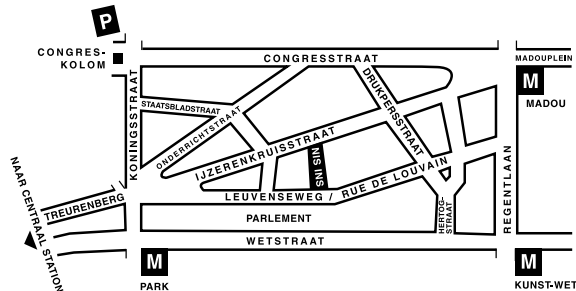 P
CONGRES-
KOLOM
CONGRESSTRAAT
MADOUPLEIN
M
MADOU
KONINGSSTRAAT
STAATSBLADSTRAAT
ONDERRICHTSTRAAT
DRUKPERSSTRAAT
IJZERENKRUISSTRAAT
NIS INS
REGENTLAAN
NAAR CENTRAAL STATION
TREURENBERG
LEUVENSEWEG / RUE DE LOUVAIN
HERTOG-
STRAAT
PARLEMENT
WETSTRAAT
M
PARK
M
KUNST-WET